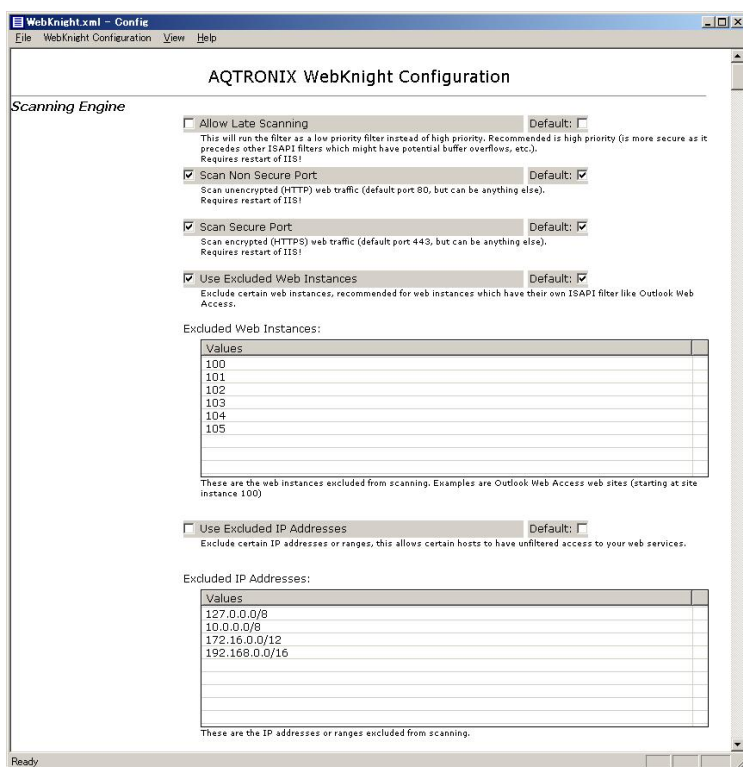 WebKnight.xml - Config
File WebKnight Configuration View Help
AQTRONIX WebKnight Configuration
Scanning Engine
Allow Late Scanning Default:
This will run the filter as a low priority filter instead of high priority. Recommended is high priority (is more secure as it
precedes other ISAPI filters which might have potential buffer overflows, etc.).
Requires restart of IIS!
Scan Non Secure Port Default:
Scan unencrypted (HTTP) web traffic (default port 80, but can be anything else).
Requires restart of IIS!
Scan Secure Port Default:
Scan encrypted (HTTPS) web traffic (default port 443, but can be anything else).
Requires restart of IIS!
Use Excluded Web Instances Default:
Exclude certain web instances, recommended for web instances which have their own ISAPI filter like Outlook Web
Access.
Excluded Web Instances:
Values
100
101
102
103
104
105
These are the web instances excluded from scanning. Examples are Outlook Web Access web sites (starting at site
instance 100)
Use Excluded IP Addresses Default:
Exclude certain IP addresses or ranges, this allows certain hosts to have unfiltered access to your web services.
Excluded IP Addresses:
Values
127.0.0.0/8
10.0.0.0/8
172.16.0.0/12
192.168.0.0/16
These are the IP addresses or ranges excluded from scanning.
Ready